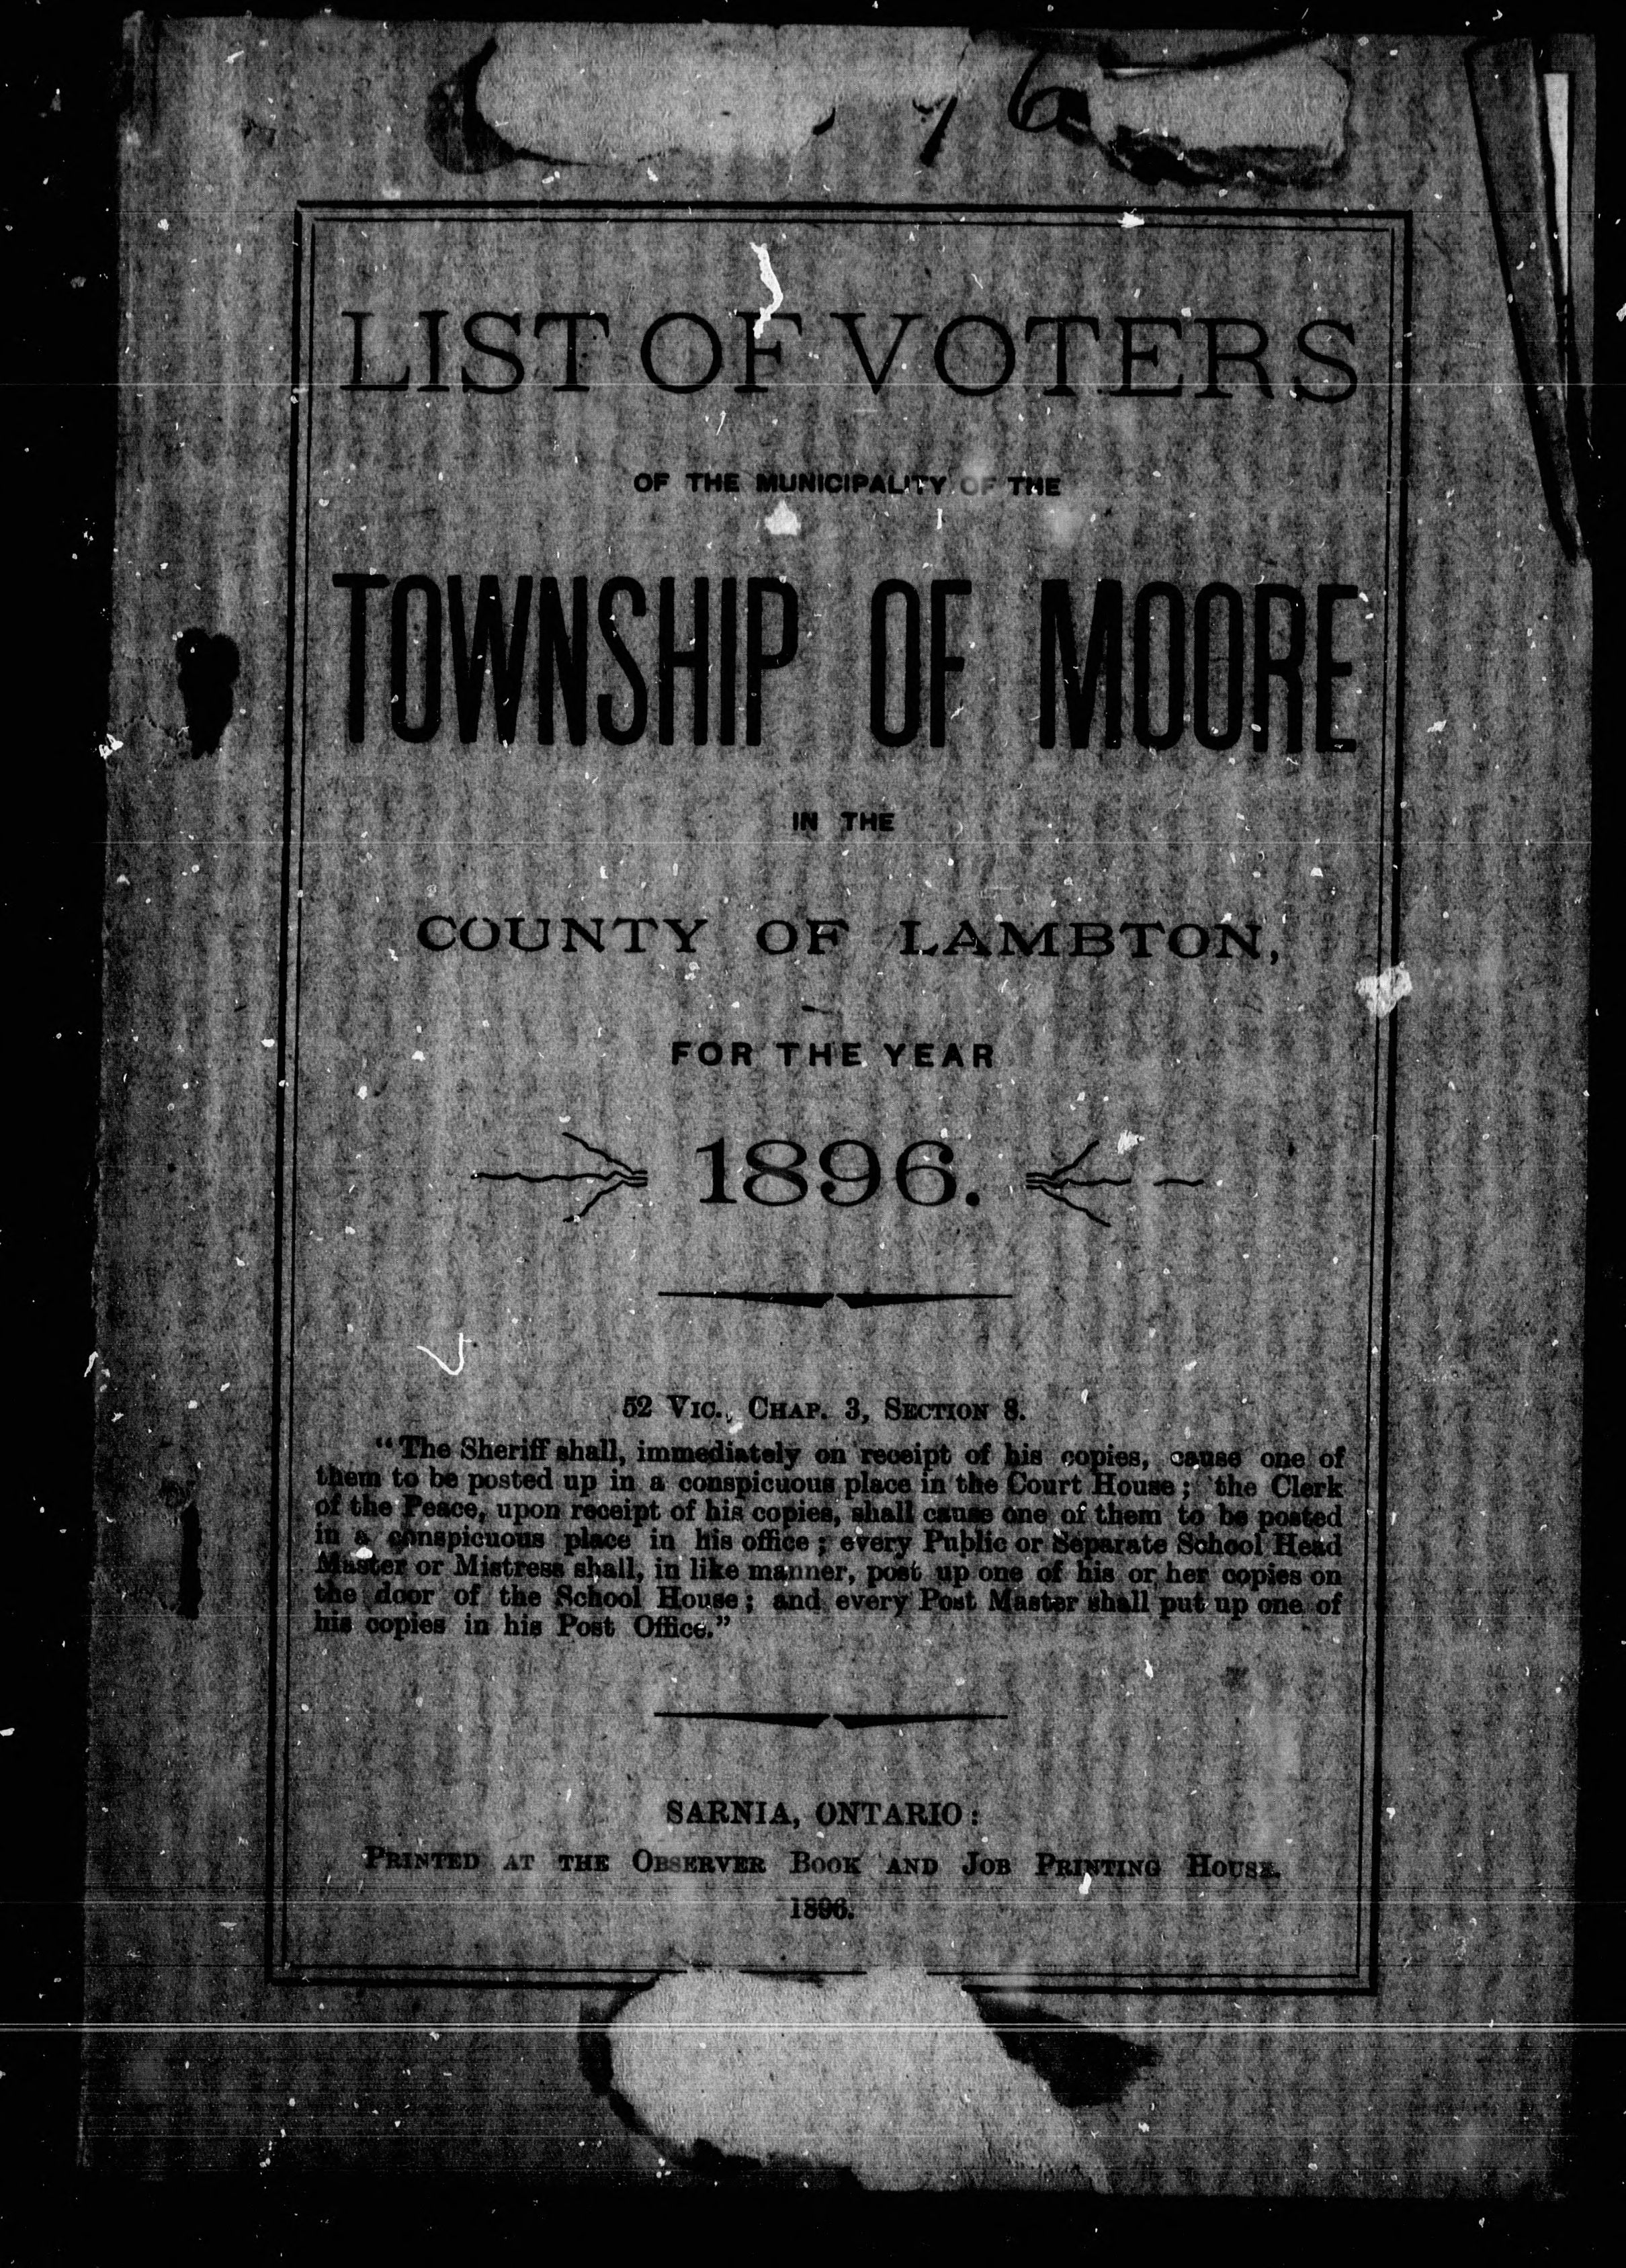 LIST OF VOTERS
OF THE MUNICIPALITY OF THE
TOWNSHIP OF MOORE
IN THE
COUNTY OF LAMBTON,
FOR THE YEAR
1896.
52 VIC., CHAP. 3, SECTION 8.
"The Sheriff shall, immediately on receipt of his copies, cause one of
them to be posted up in a conspicuous place in the Court House; the Clerk
of the Peace, upon receipt of his copies, shall cause one of them to be posted
in a conspicuous place in his office; every Public or Separate School Head
Master or Mistress shall, in like manner, post up one of his or her copies on
the door of the School House; and every Post Master shall put up one of
his copies in his Post Office."
SARNIA, ONTARIO:
PRINTED AT THE OBSERVER BOOK AND JOB PRINTING HOUSE.
1896.